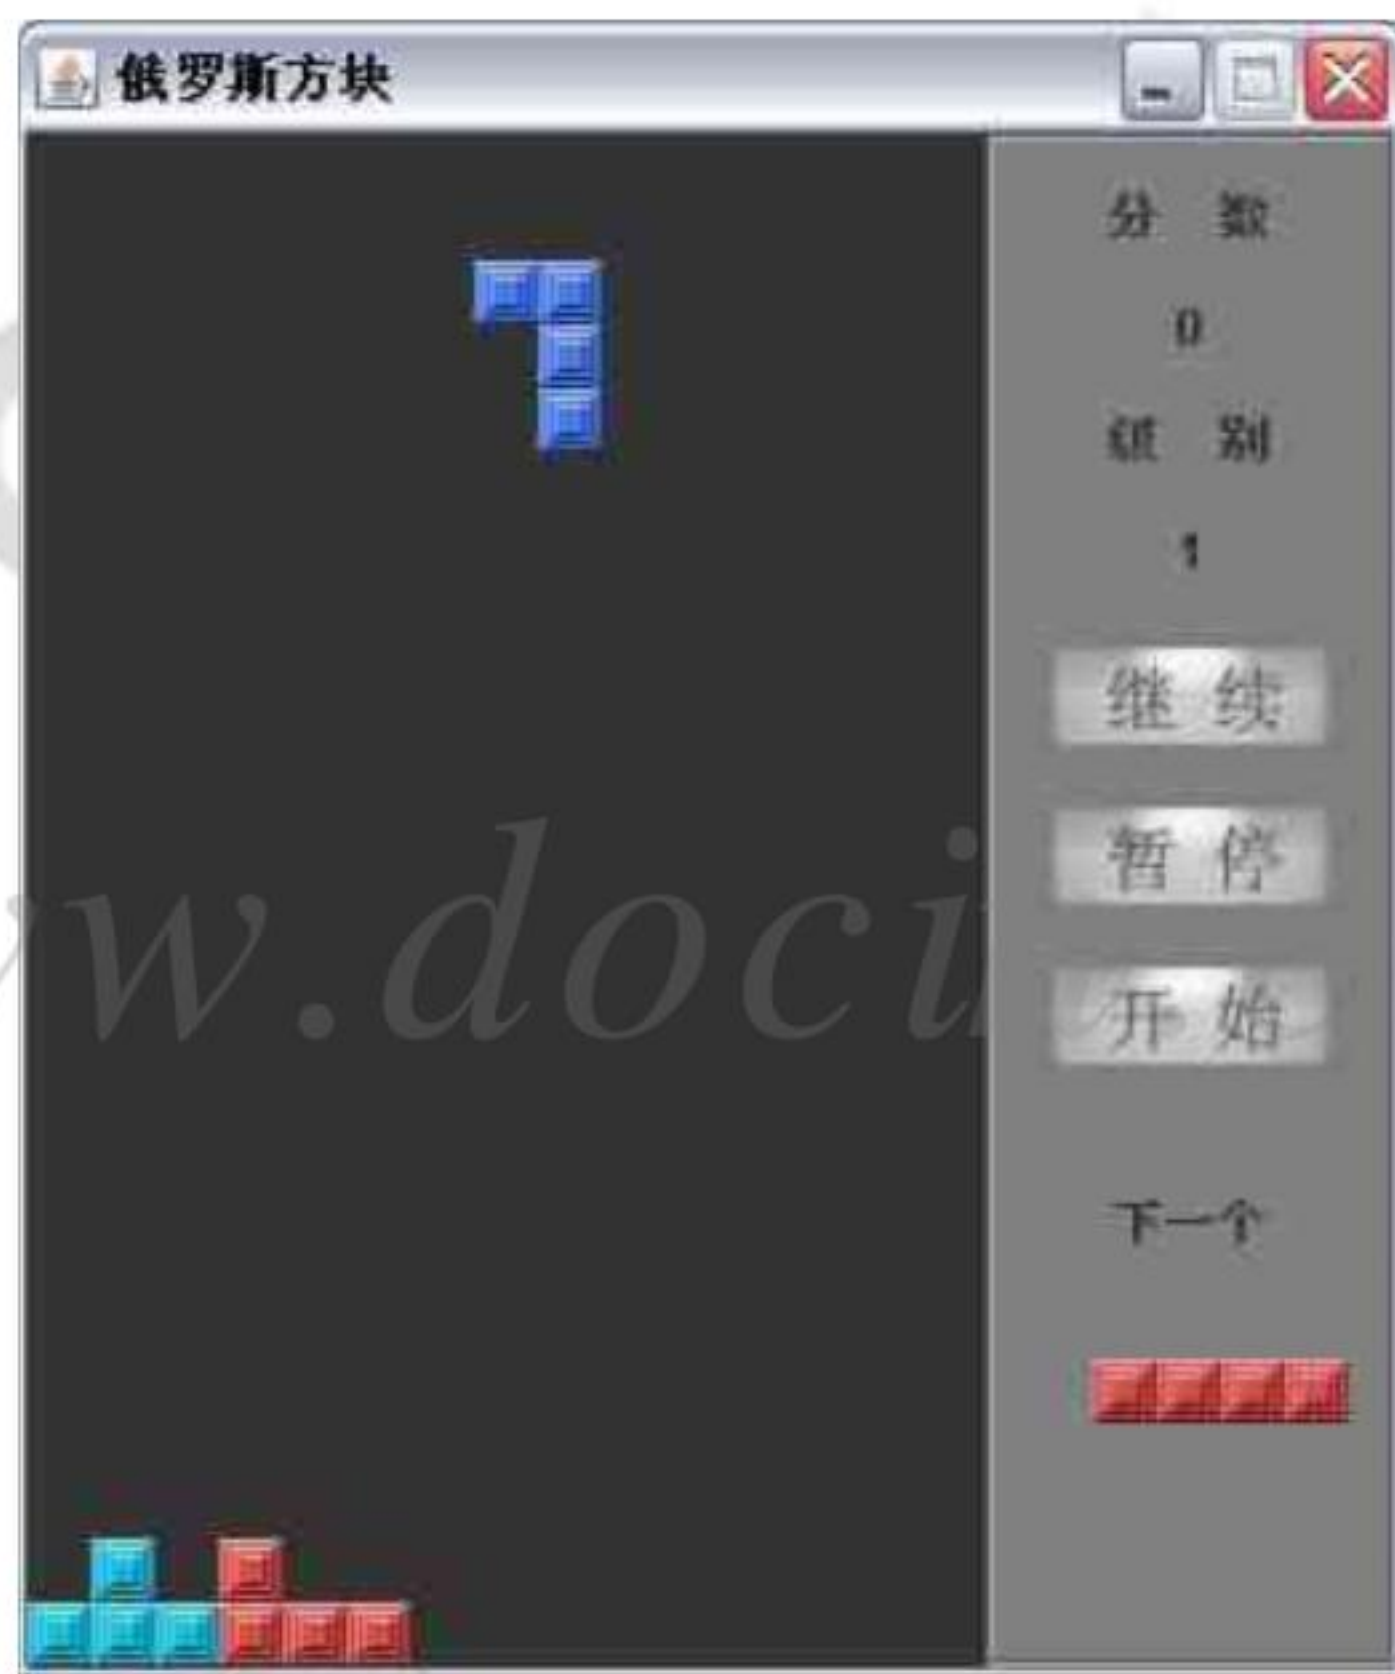 俄罗斯方块
分 数
0
级 别
1
继 续
暂 停
开 始
下一个
w.doci